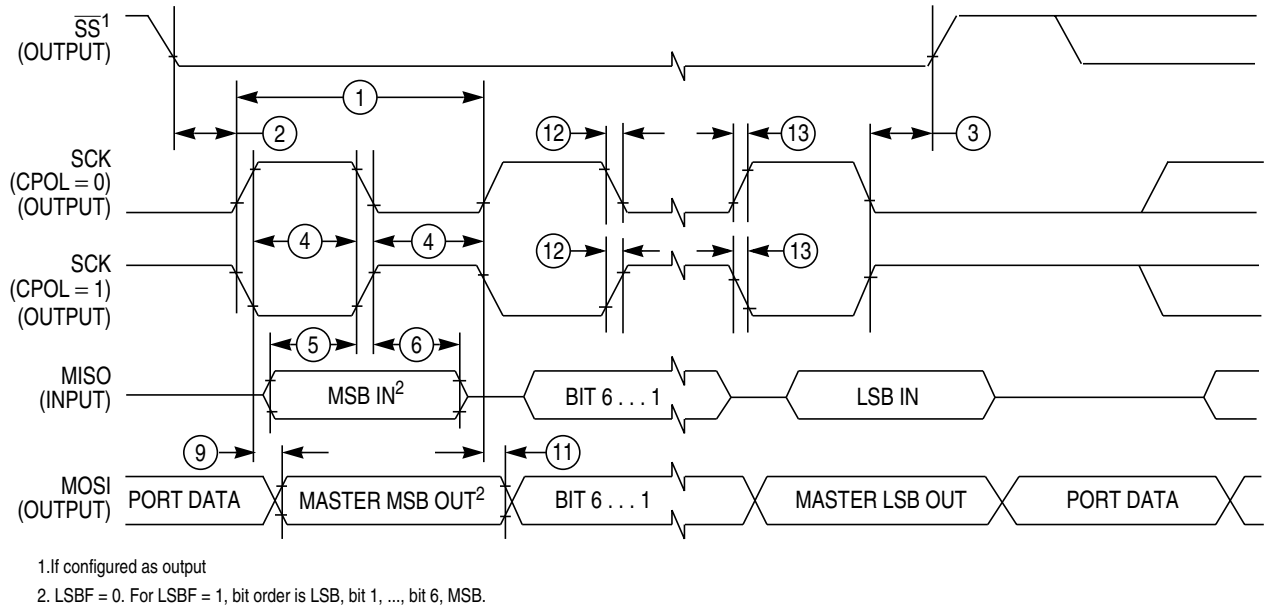 SS1
(OUTPUT)
1
2
12
13
3
SCK
(CPOL = 0)
(OUTPUT)
4
4
SCK
(CPOL = 1)
(OUTPUT)
12
13
5
6
MISO
(INPUT)
MSB IN2
BIT 6 . . . 1
LSB IN
9
11
MOSI
(OUTPUT)
PORT DATA
MASTER MSB OUT2
BIT 6 . . . 1
MASTER LSB OUT
PORT DATA
1.If configured as output
2. LSBF = 0. For LSBF = 1, bit order is LSB, bit 1, ..., bit 6, MSB.